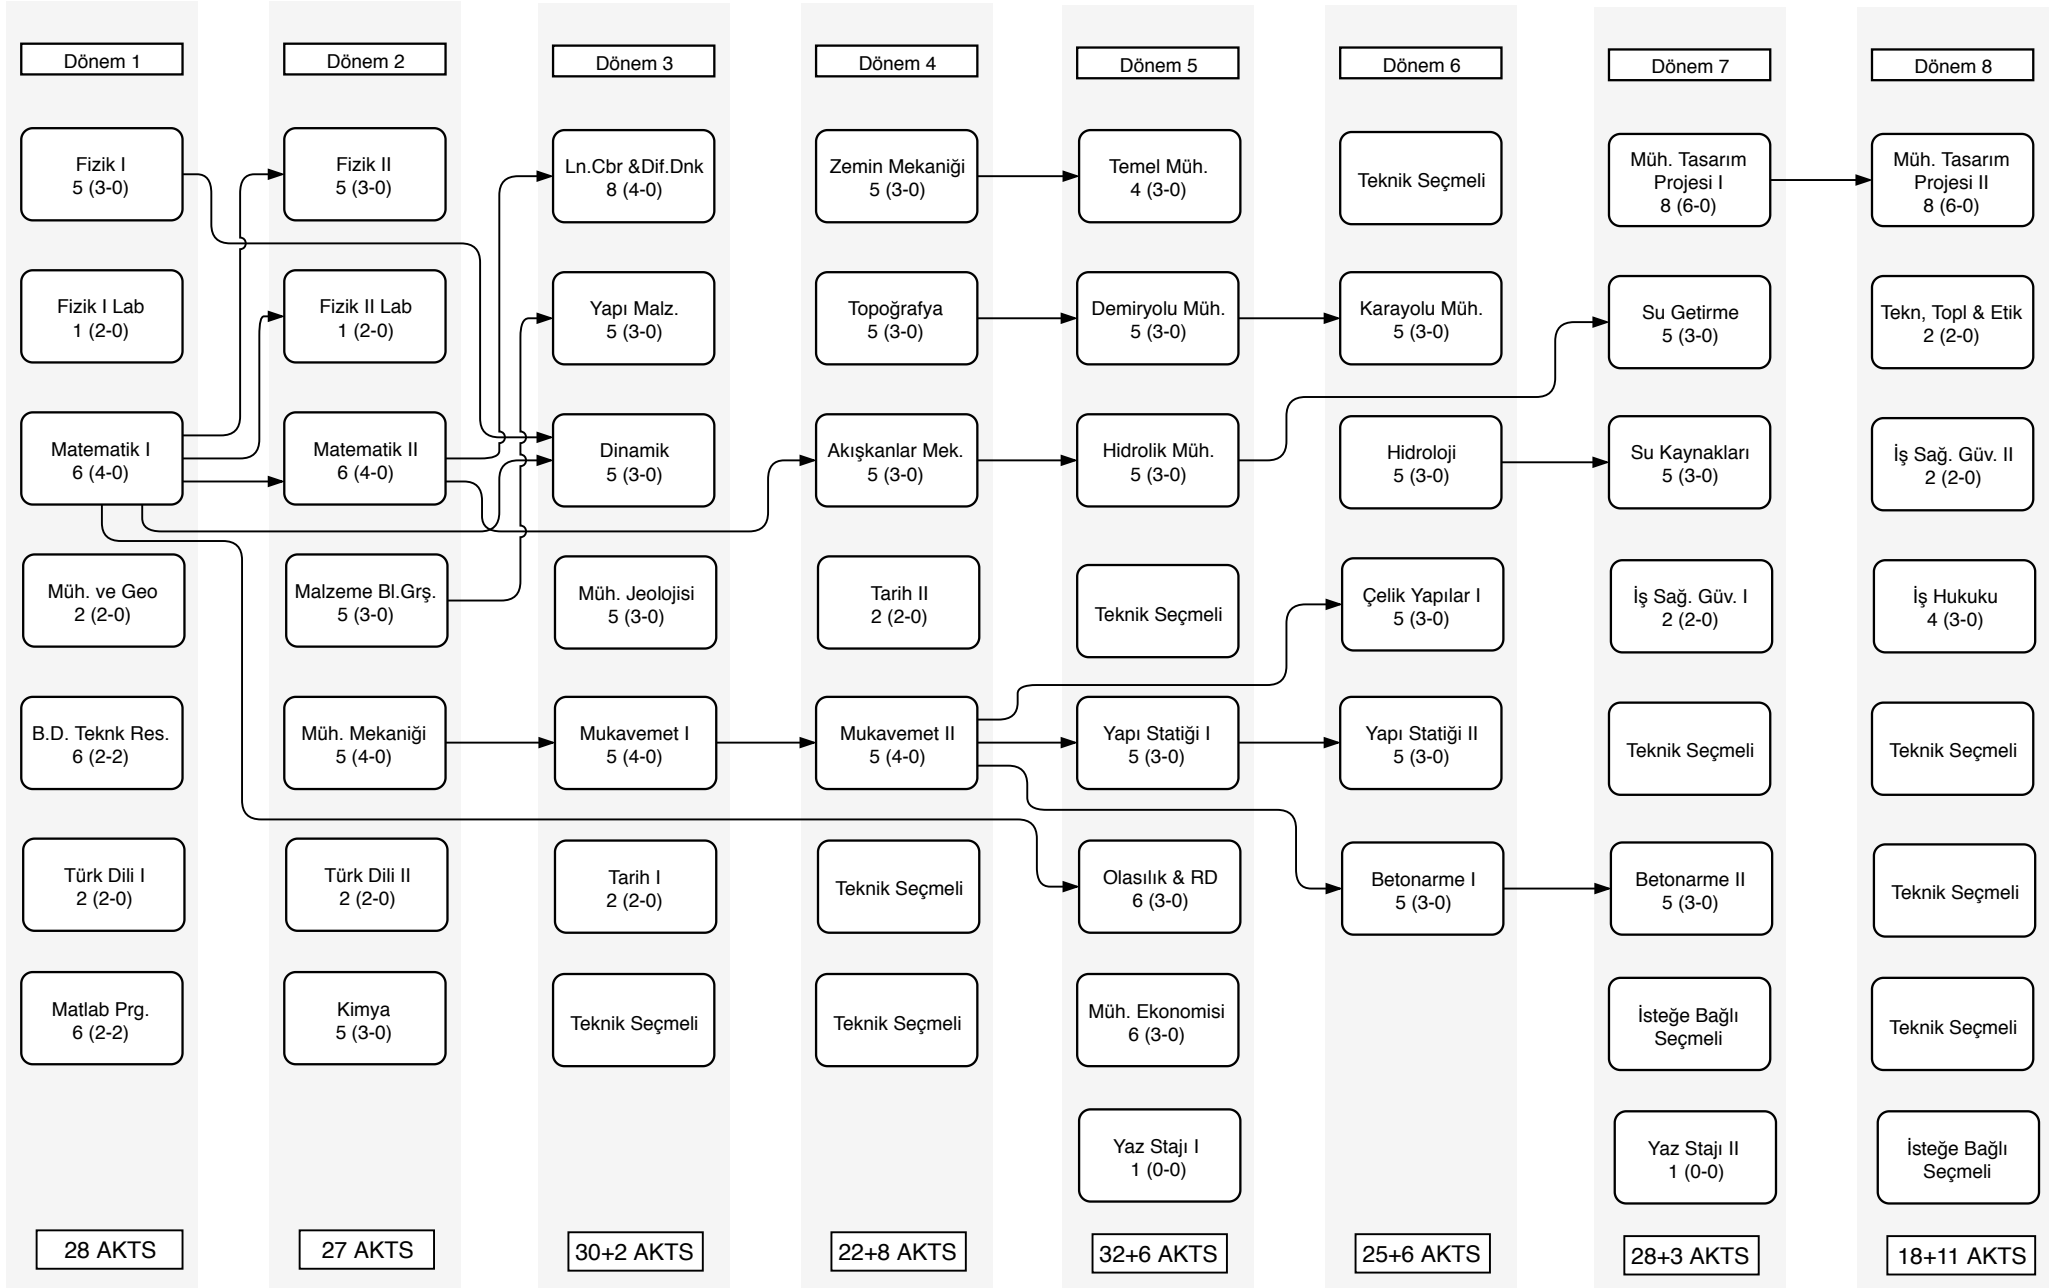 Dönem 1
Fizik I
5 (3-0)
Fizik I Lab
1 (2-0)
Matematik I
6 (4-0)
Müh. ve Geo
2 (2-0)
B.D. Teknk Res.
6 (2-2)
Türk Dili I
2 (2-0)
Matlab Prg.
6 (2-2)
28 AKTS
Dönem 2
Fizik II
5 (3-0)
Fizik II Lab
1 (2-0)
Matematik II
6 (4-0)
Malzeme Bl.Grş.
5 (3-0)
Müh. Mekaniği
5 (4-0)
Türk Dili II
2 (2-0)
Kimya
5 (3-0)
27 AKTS
Dönem 3
Ln.Cbr &Dif.Dnk
8 (4-0)
Yapı Malz.
5 (3-0)
Dinamik
5 (3-0)
Müh. Jeolojisi
5 (3-0)
Mukavemet I
5 (4-0)
Tarih I
2 (2-0)
Teknik Seçmeli
30+2 AKTS
Dönem 4
Zemin Mekaniği
5 (3-0)
Topoğrafya
5 (3-0)
Akışkanlar Mek.
5 (3-0)
Tarih II
2 (2-0)
Mukavemet II
5 (4-0)
Teknik Seçmeli
Teknik Seçmeli
22+8 AKTS
Dönem 5
Temel Müh.
4 (3-0)
Demiryolu Müh.
5 (3-0)
Hidrolik Müh.
5 (3-0)
Teknik Seçmeli
Yapı Statiği I
5 (3-0)
Olasılık & RD
6 (3-0)
Müh. Ekonomisi
6 (3-0)
Yaz Stajı I
1 (0-0)
32+6 AKTS
Dönem 6
Teknik Seçmeli
Karayolu Müh.
5 (3-0)
Hidroloji
5 (3-0)
Çelik Yapılar I
5 (3-0)
Yapı Statiği II
5 (3-0)
Betonarme I
5 (3-0)
25+6 AKTS
Dönem 7
Müh. Tasarım
Projesi I
8 (6-0)
Su Getirme
5 (3-0)
Su Kaynakları
5 (3-0)
İş Sağ. Güv. I
2 (2-0)
Teknik Seçmeli
Betonarme II
5 (3-0)
İsteğe Bağlı
Seçmeli
Yaz Stajı II
1 (0-0)
28+3 AKTS
Dönem 8
Müh. Tasarım
Projesi II
8 (6-0)
Tekn, Topl & Etik
2 (2-0)
İş Sağ. Güv. II
2 (2-0)
İş Hukuku
4 (3-0)
Teknik Seçmeli
Teknik Seçmeli
Teknik Seçmeli
İsteğe Bağlı
Seçmeli
18+11 AKTS